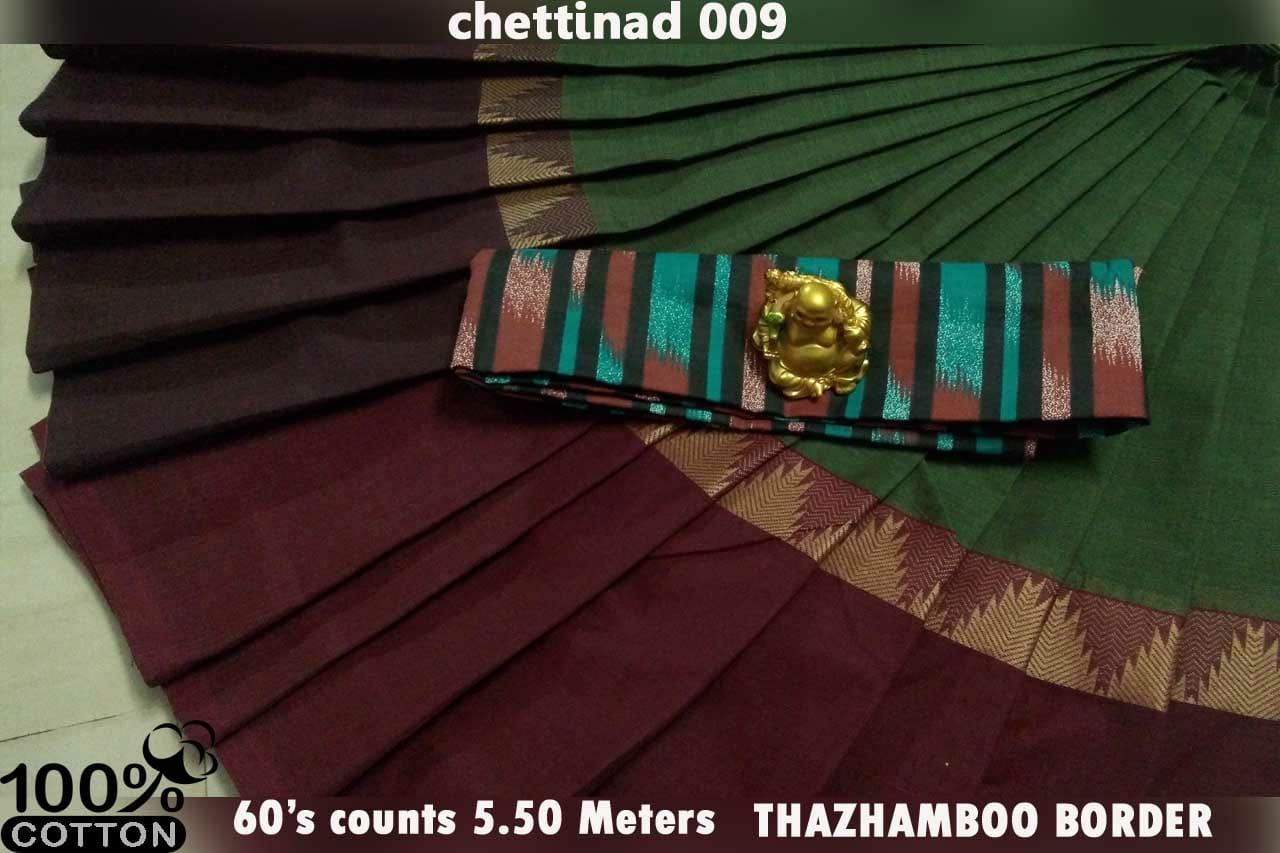 chettinad 009
100%
COTTON
60's counts 5.50 Meters THAZHAMBOO BORDER